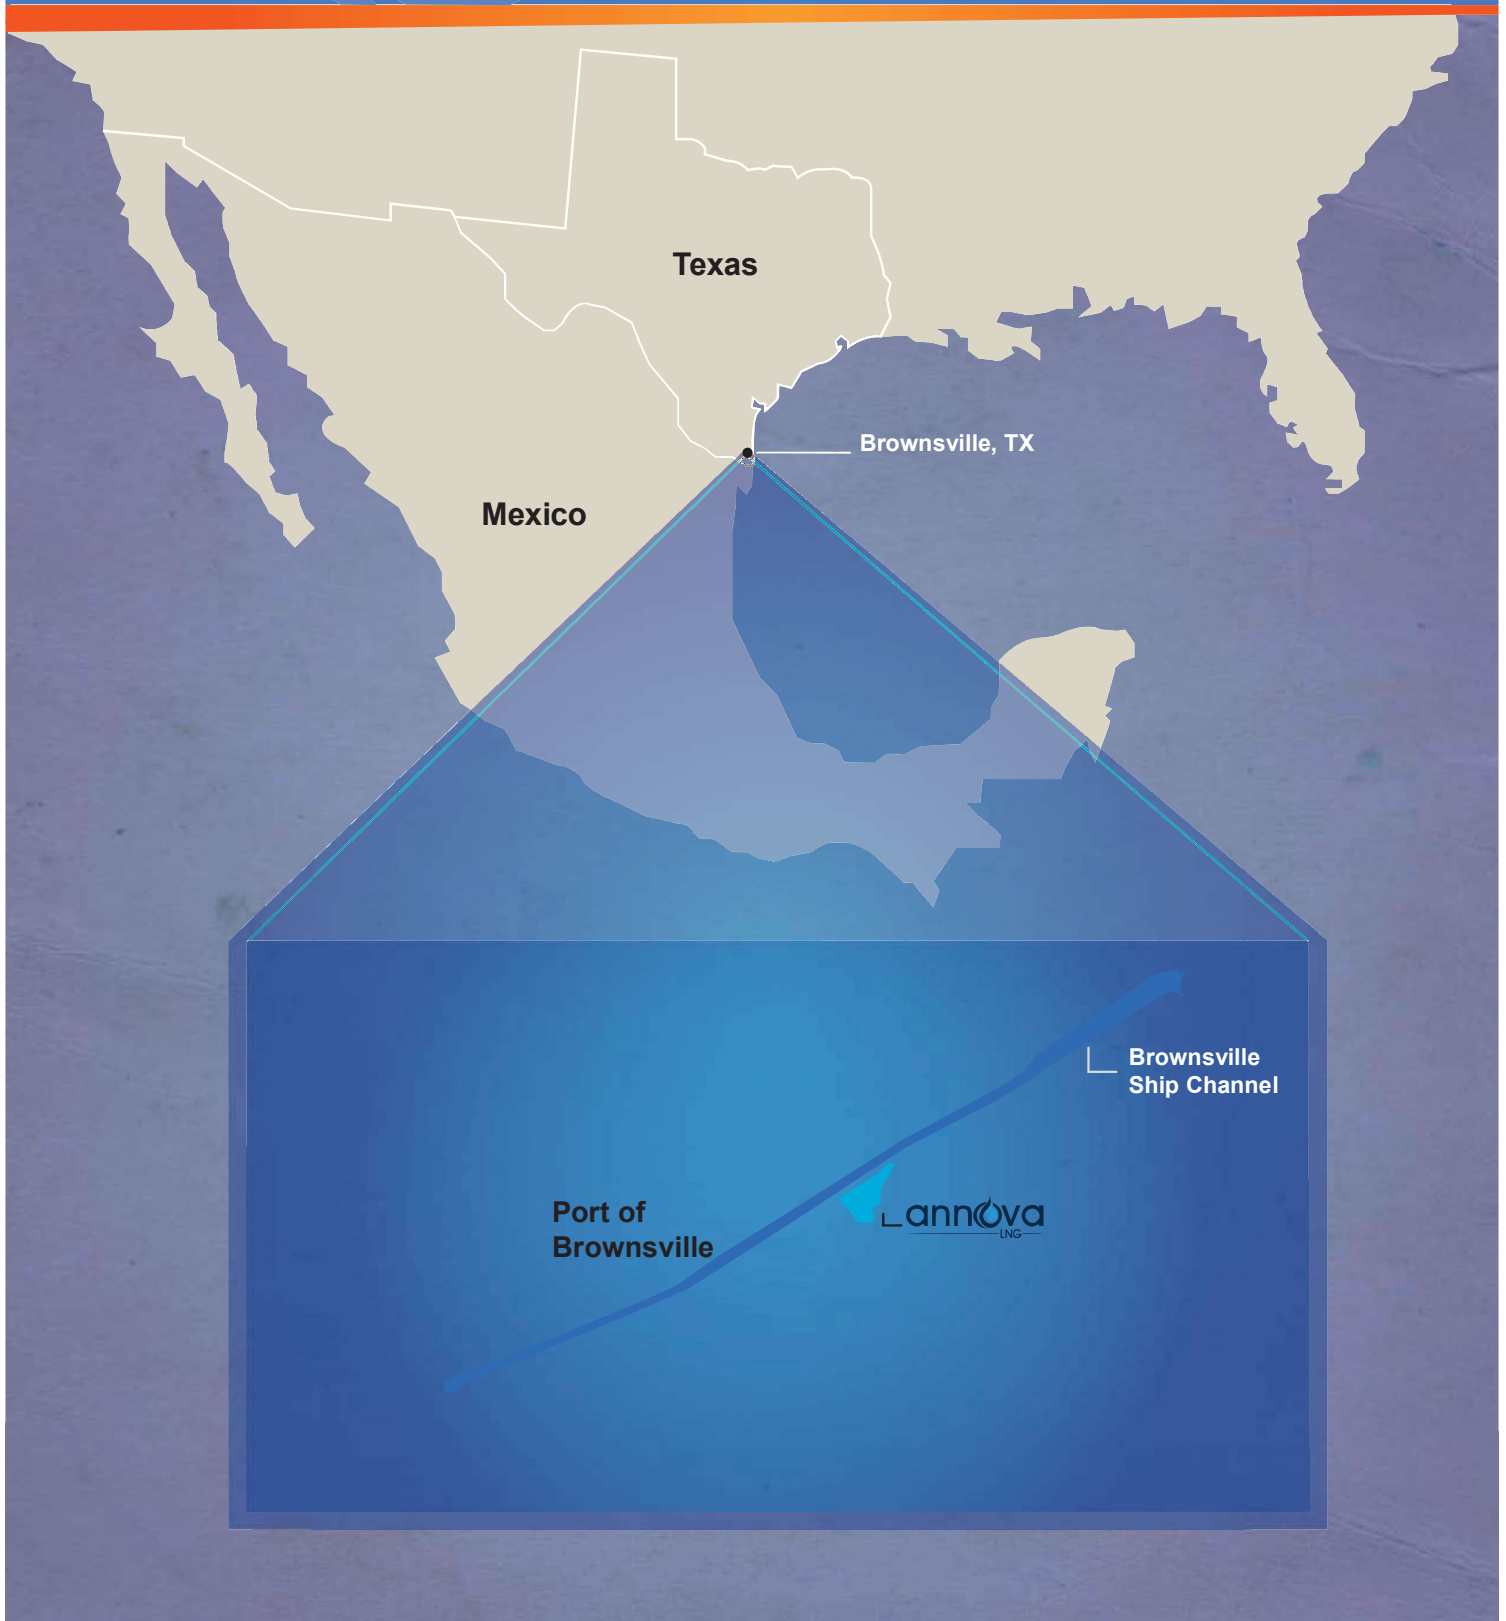 Texas
Brownsville, TX
Mexico
Brownsville
Ship Channel
Port of
Brownsville
annova
LNG